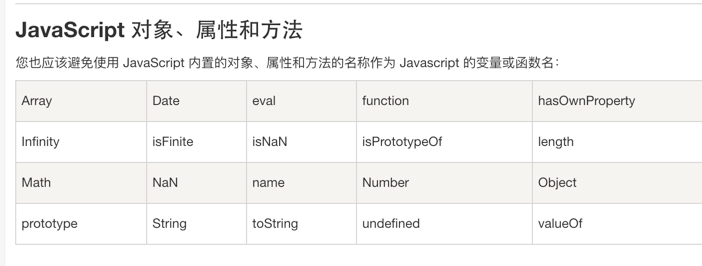 JavaScript 对象、属性和方法
您也应该避免使用 JavaScript 内置的对象、属性和方法的名称作为 Javascript 的变量或函数名：
Array Date eval function hasOwnProperty
Infinity isFinite isNaN isPrototypeOf length
Math NaN name Number Object
prototype String toString undefined valueOf